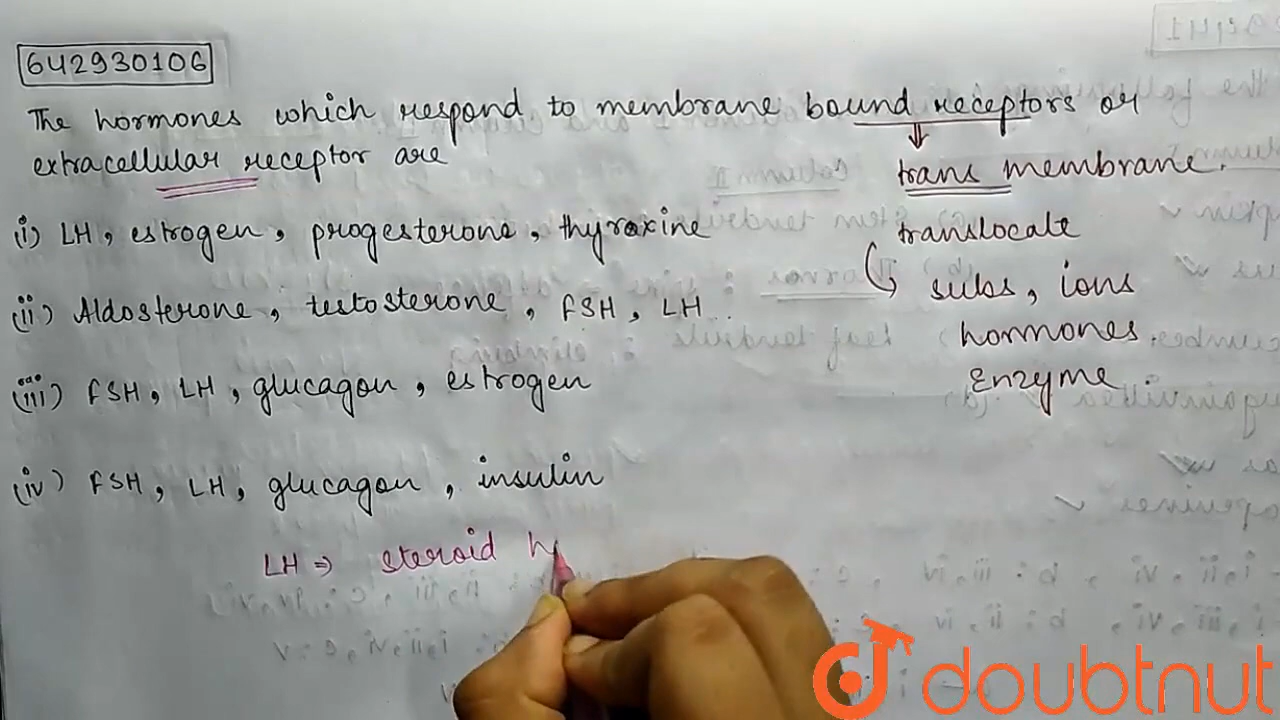 642930106
The hormones which respond to membrane bound receptors or
extracellular receptor are
⇓
trans membrane.
translocate
subs, ions
hormones.
Enzyme.
(i) LH, estrogen, progesterone, thyroxine
(ii) Aldosterone, testosterone, FSH, LH.
(iii) FSH, LH, glucagon, estrogen
(iv) FSH, LH, glucagon, insulin
LH ⇒ steroid h
doubtnut